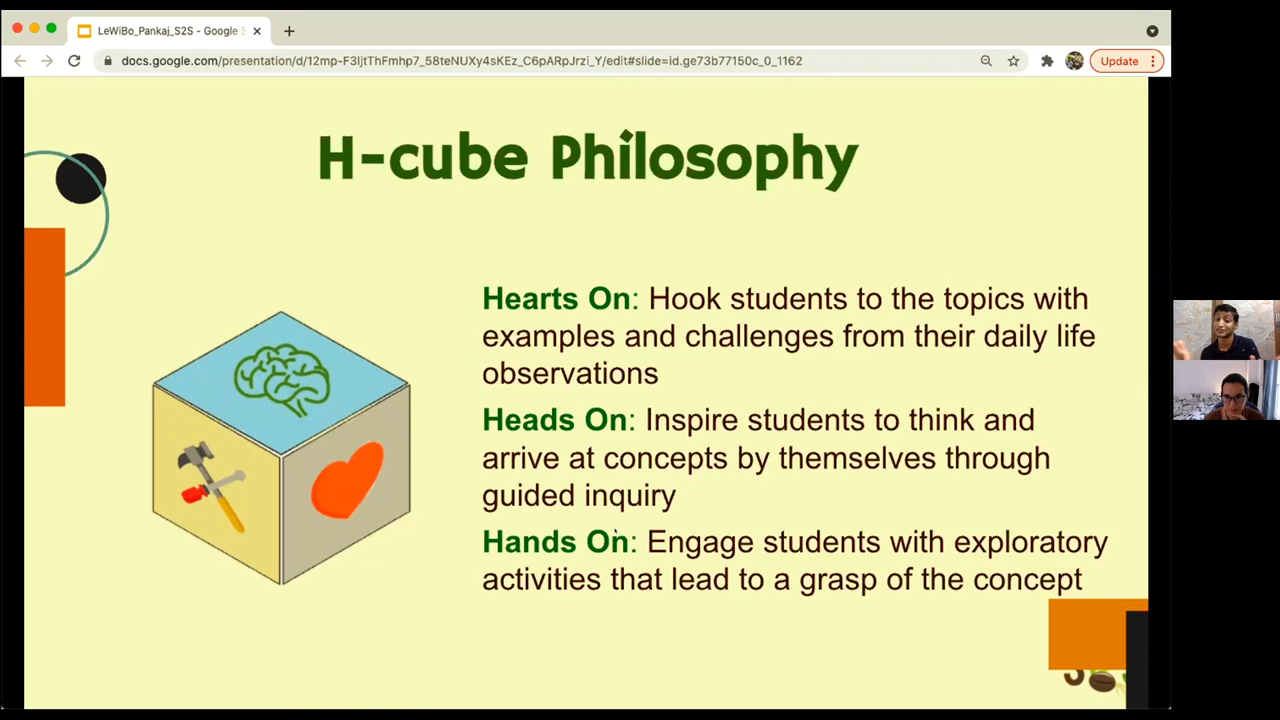 LeWiBo_Pankaj_S2S - Google S
docs.google.com/presentation/d/12mp-F3ljtThFmhp7_58teNUXy4sKEz_C6pARpJrzi_Y/edit#slide=id.ge73b77150c_0_1162
Update
H-cube Philosophy
Hearts On: Hook students to the topics with
examples and challenges from their daily life
observations
Heads On: Inspire students to think and
arrive at concepts by themselves through
guided inquiry
Hands On: Engage students with exploratory
activities that lead to a grasp of the concept